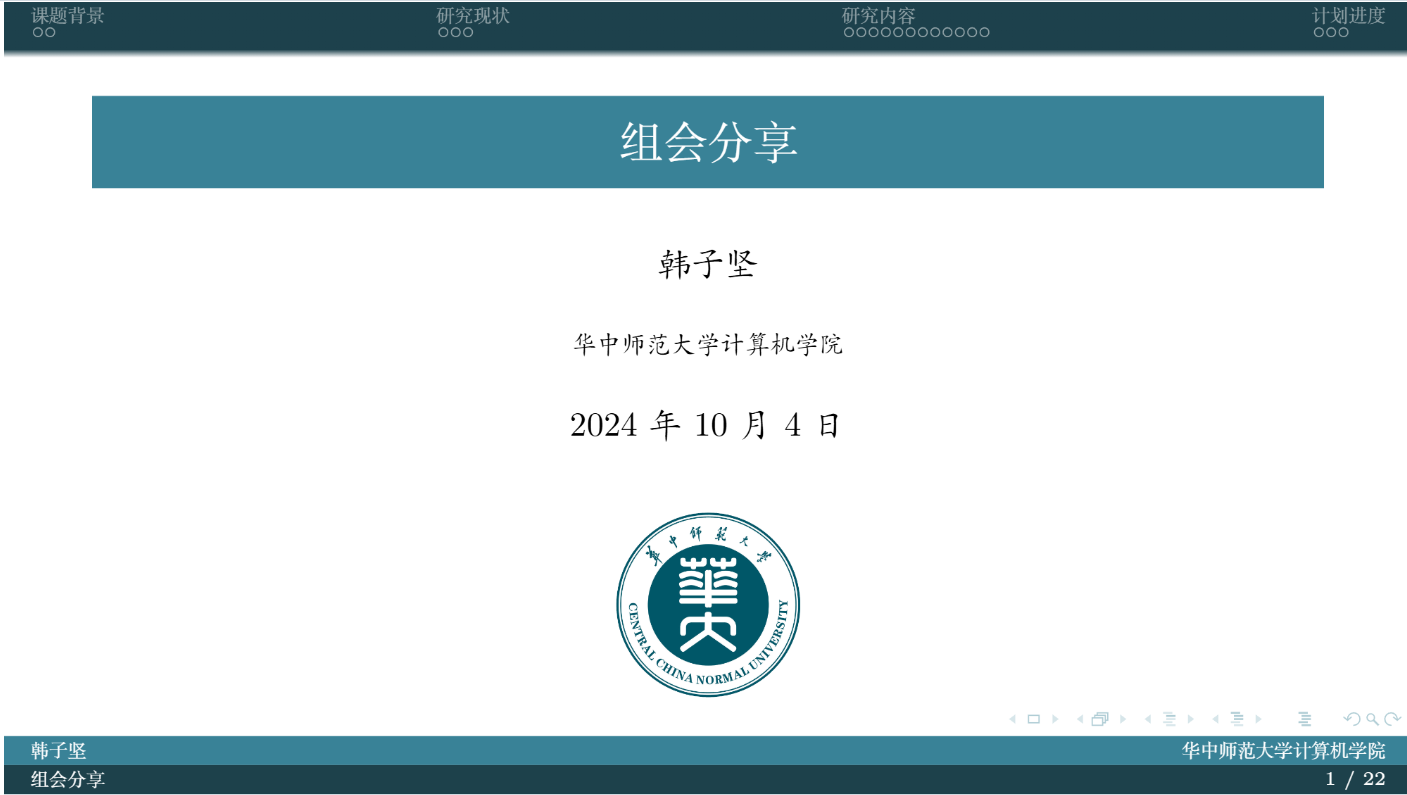 课题背景
研究现状
研究内容
计划进度
组会分享
韩子坚
华中师范大学计算机学院
2024 年 10 月 4 日
華中師範大學
華大
CENTRAL CHINA NORMAL UNIVERSITY
韩子坚
华中师范大学计算机学院
组会分享
1 / 22